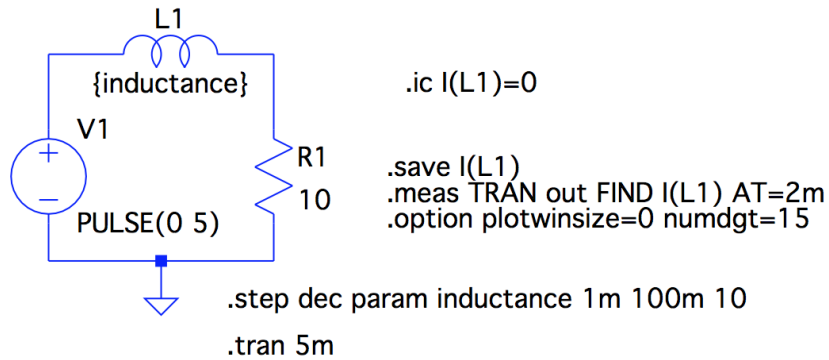 L1
{inductance}
.ic I(L1)=0
V1
R1
10
PULSE(0 5)
.save I(L1)
.meas TRAN out FIND I(L1) AT=2m
.option plotwinsize=0 numdgt=15
.step dec param inductance 1m 100m 10
.tran 5m